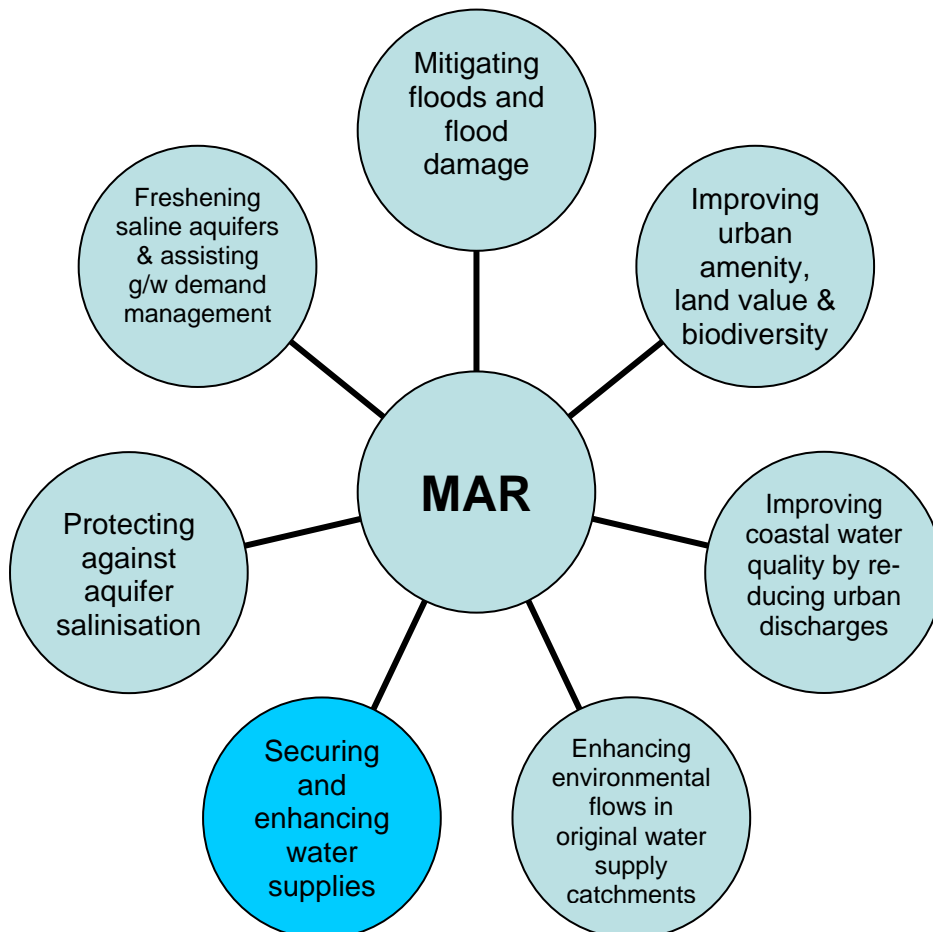 Mitigating
floods and
flood
damage
Freshening
saline aquifers
& assisting
g/w demand
management
Improving
urban
amenity,
land value &
biodiversity
MAR
Protecting
against
aquifer
salinisation
Improving
coastal water
quality by re-
ducing urban
discharges
Securing
and
enhancing
water
supplies
Enhancing
environmental
flows in
original water
supply
catchments